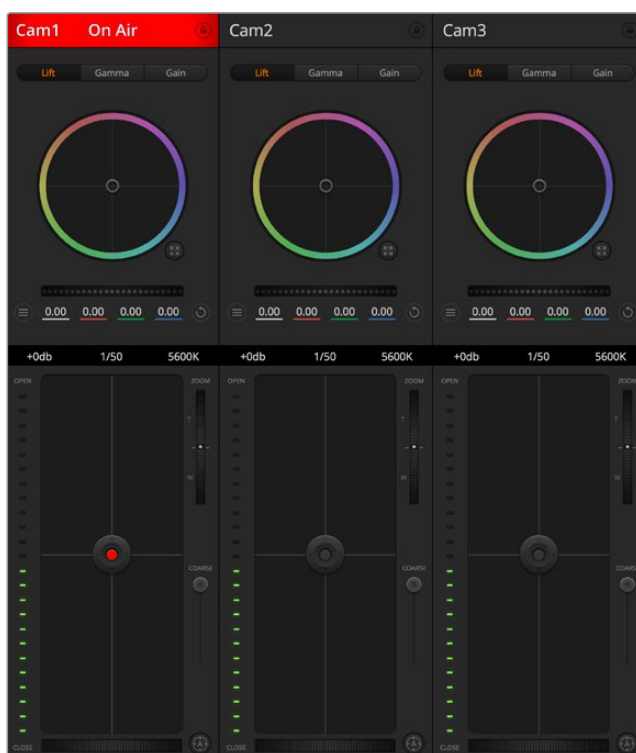 Cam1 On Air Cam2 Cam3
Lift Gamma Gain Lift Gamma Gain Lift Gamma Gain
0.00 0.00 0.00 0.00 0.00 0.00 0.00 0.00 0.00 0.00 0.00 0.00
+0db 1/50 5600K +0db 1/50 5600K +0db 1/50 5600K
OPEN ZOOM OPEN ZOOM OPEN ZOOM
T T T
W W W
COARSE COARSE COARSE
CLOSE A CLOSE A CLOSE A